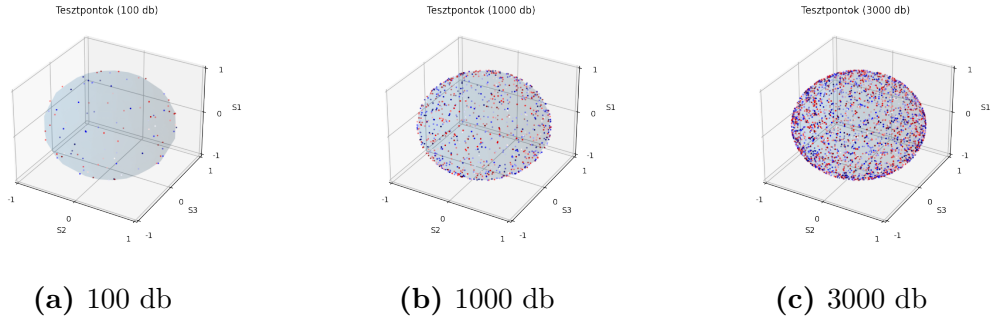 Tesztpontok (100 db)
1
0
S1
-1
1
0
S3
-1
-1
0
S2
1
(a) 100 db
Tesztpontok (1000 db)
1
0
S1
-1
1
0
S3
-1
-1
0
S2
1
(b) 1000 db
Tesztpontok (3000 db)
1
0
S1
-1
1
0
S3
-1
-1
0
S2
1
(c) 3000 db